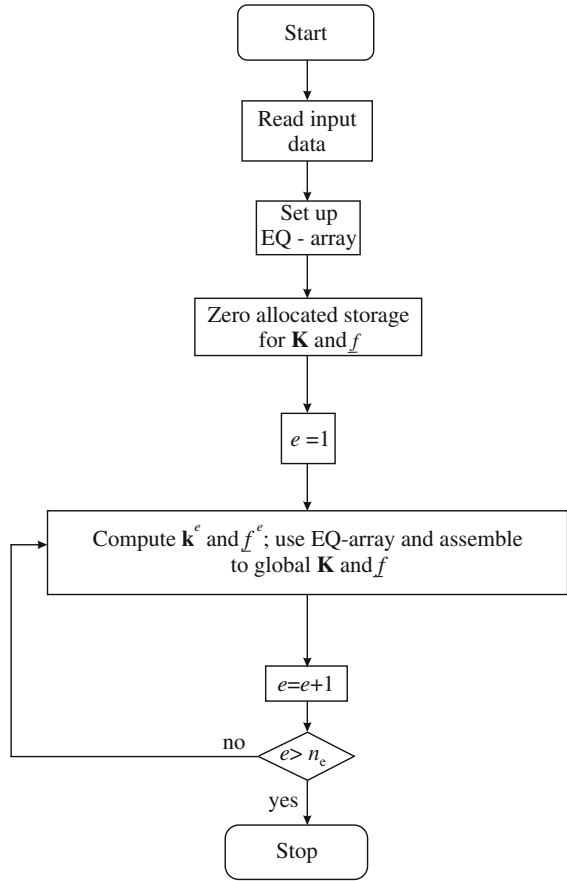 Start
Read input
data
Set up
EQ - array
Zero allocated storage
for K and f
e =1
Compute k^e and f^e; use EQ-array and assemble
to global K and f
e=e+1
no
e> n_e
yes
Stop